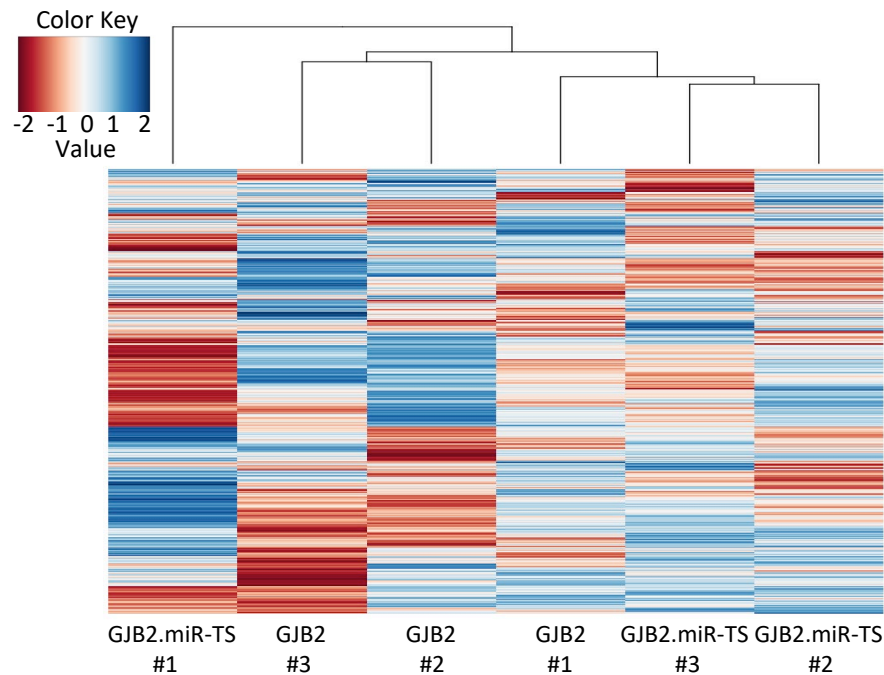 Color Key
-2 -1 0 1 2
Value
GJB2.miR-TS GJB2 GJB2 GJB2 GJB2.miR-TS GJB2.miR-TS
#1 #3 #2 #1 #3 #2